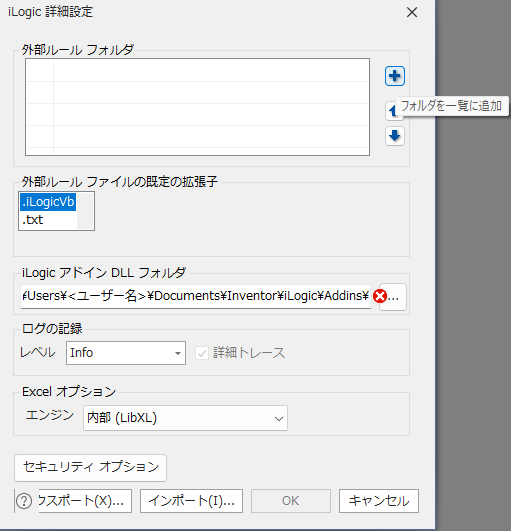 iLogic 詳細設定
外部ルール フォルダ
フォルダを一覧に追加
外部ルール ファイルの既定の拡張子
.iLogicVb
.txt
iLogic アドイン DLL フォルダ
¥Users¥<ユーザー名>¥Documents¥Inventor¥iLogic¥Addins¥
...
ログの記録
レベル Info 詳細トレース
Excel オプション
エンジン 内部 (LibXL)
セキュリティ オプション
? クスポート(X)... インポート(I)... OK キャンセル